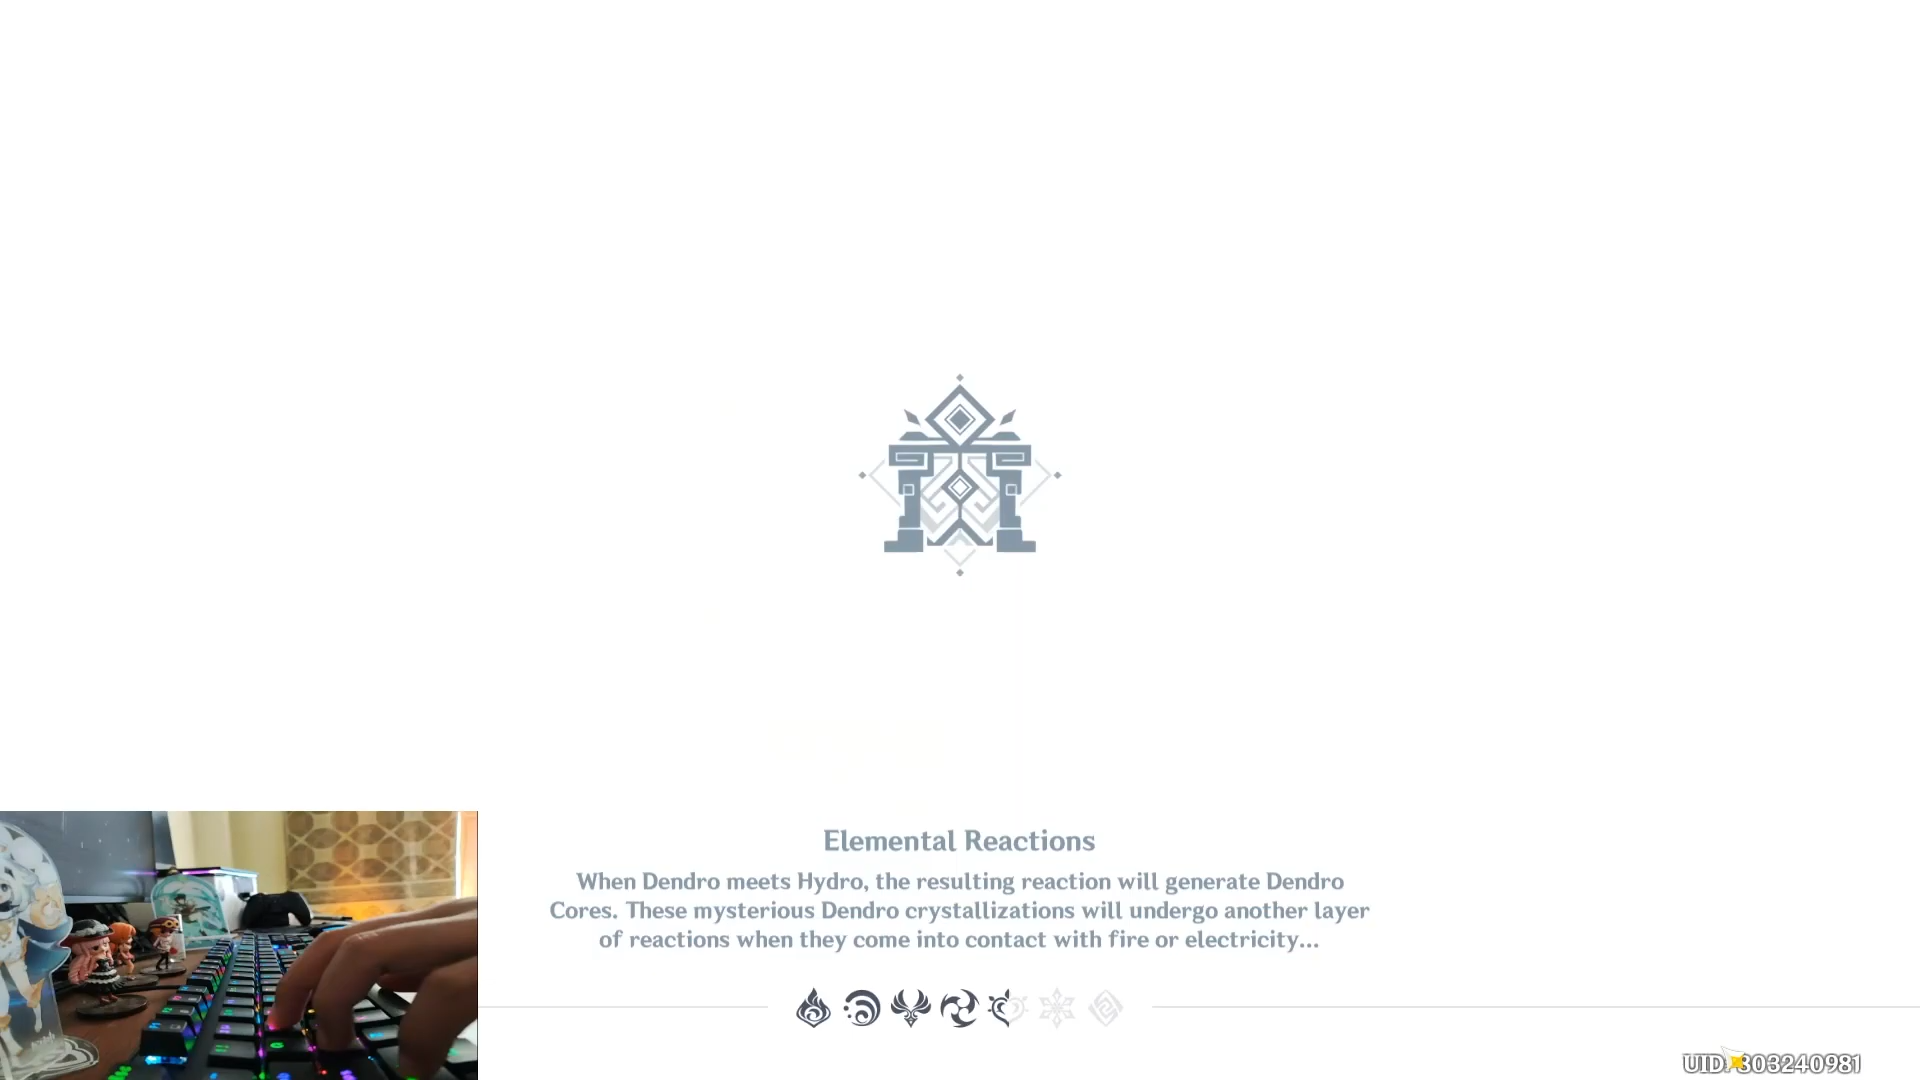 Elemental Reactions
When Dendro meets Hydro, the resulting reaction will generate Dendro
Cores. These mysterious Dendro crystallizations will undergo another layer
of reactions when they come into contact with fire or electricity...
UID: 803240981